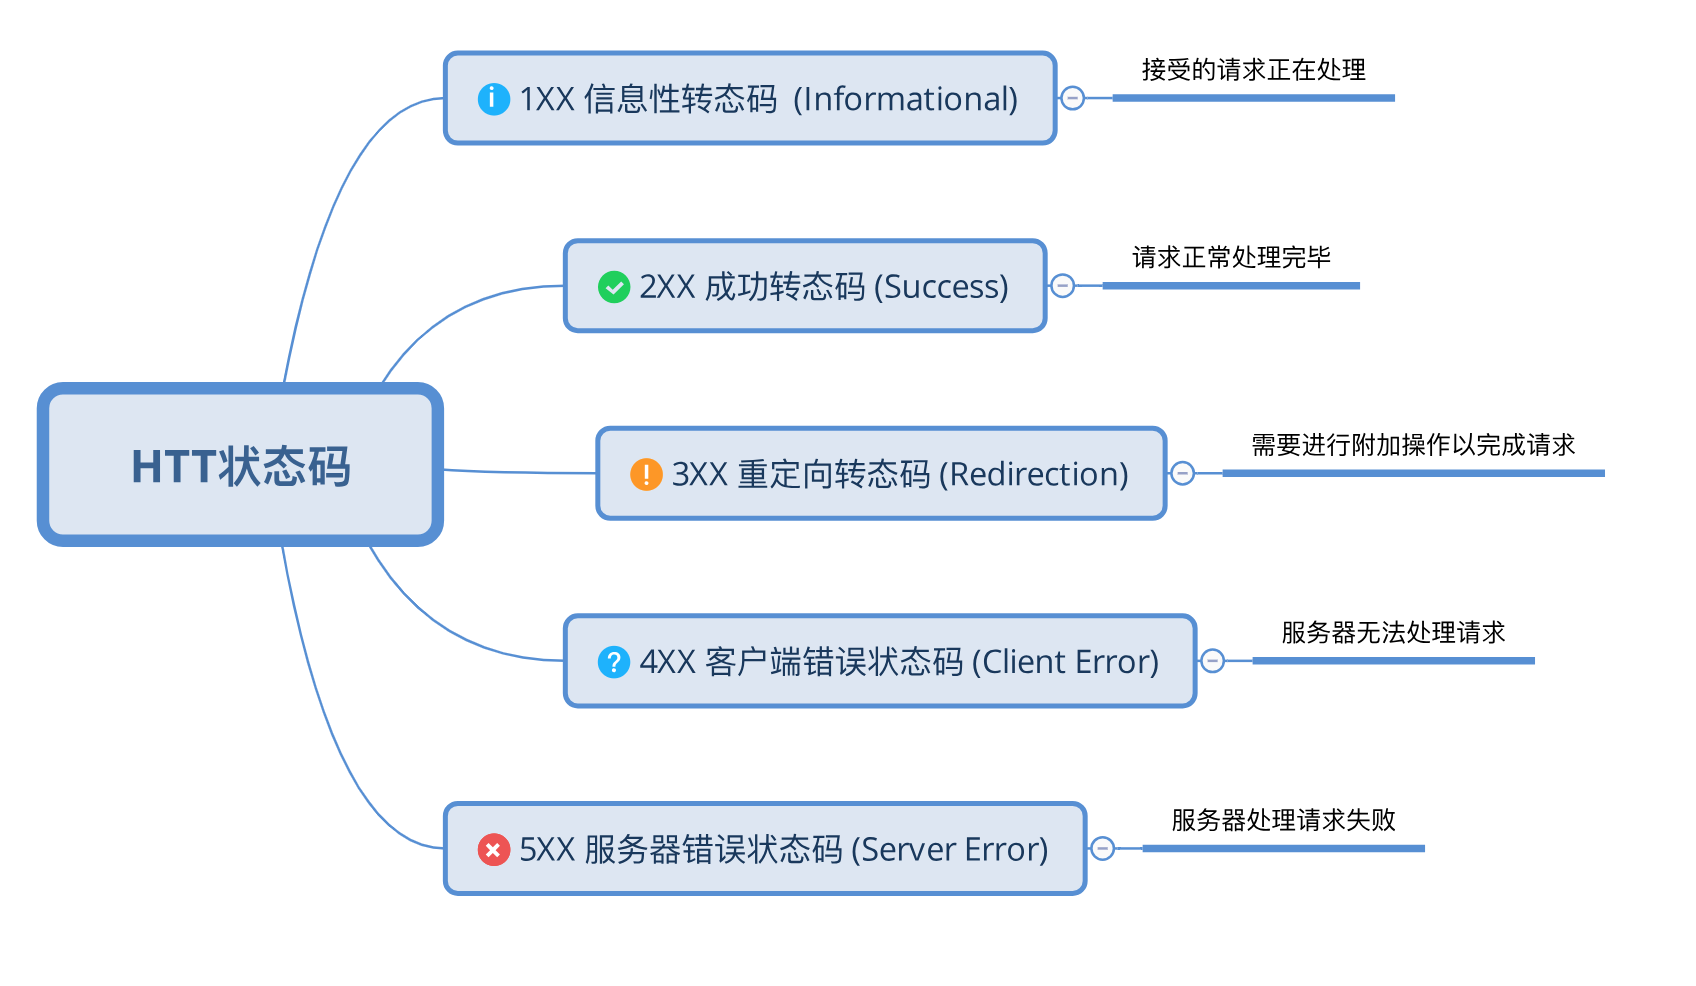 1XX 信息性转态码 (Informational)
接受的请求正在处理
2XX 成功转态码 (Success)
请求正常处理完毕
HTT状态码
3XX 重定向转态码 (Redirection)
需要进行附加操作以完成请求
4XX 客户端错误状态码 (Client Error)
服务器无法处理请求
5XX 服务器错误状态码 (Server Error)
服务器处理请求失败